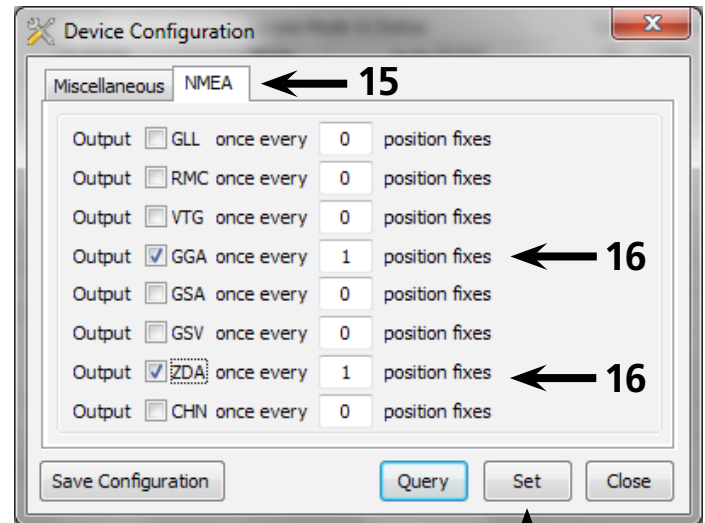 Device Configuration
Miscellaneous NMEA 15
Output GLL once every 0 position fixes
Output RMC once every 0 position fixes
Output VTG once every 0 position fixes
Output GGA once every 1 position fixes 16
Output GSA once every 0 position fixes
Output GSV once every 0 position fixes
Output ZDA once every 1 position fixes 16
Output CHN once every 0 position fixes
Save Configuration Query Set Close